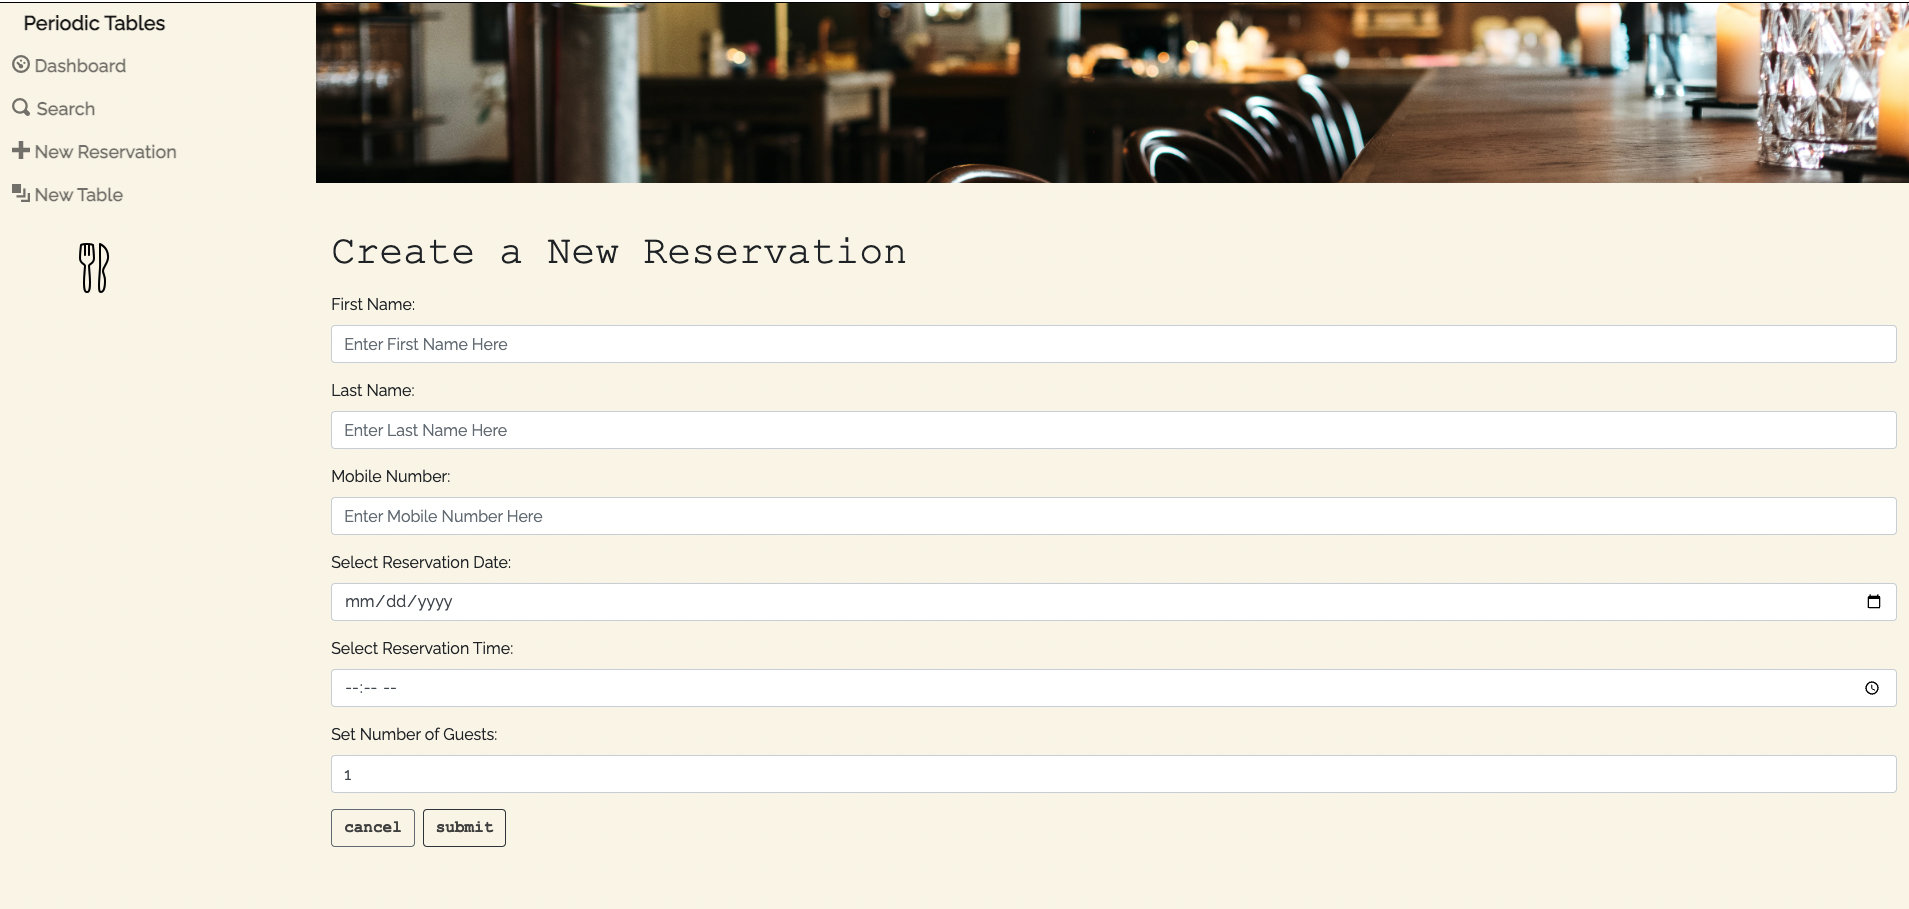 Periodic Tables
Dashboard
Search
New Reservation
New Table
Create a New Reservation
First Name:
Enter First Name Here
Last Name:
Enter Last Name Here
Mobile Number:
Enter Mobile Number Here
Select Reservation Date:
mm/dd/yyyy
Select Reservation Time:
--:-- --
Set Number of Guests:
1
cancel submit